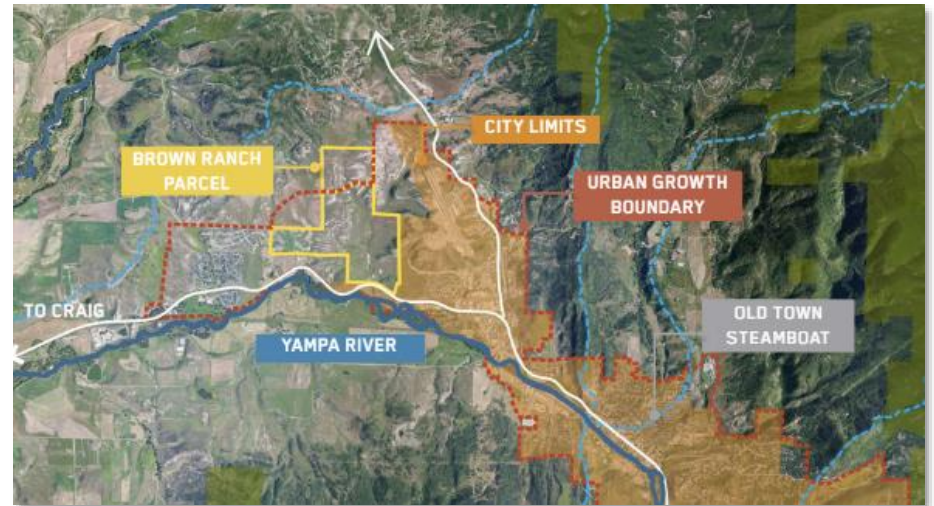 CITY LIMITS
BROWN RANCH
PARCEL
URBAN GROWTH
BOUNDARY
TO CRAIG
OLD TOWN
STEAMBOAT
YAMPA RIVER